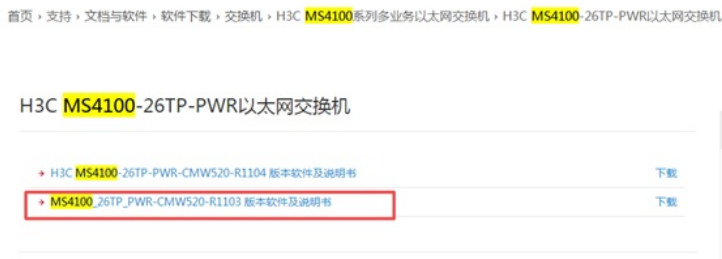 首页 › 支持 › 文档与软件 › 软件下载 › 交换机 › H3C MS4100系列多业务以太网交换机 › H3C MS4100-26TP-PWR以太网交换机
H3C MS4100-26TP-PWR以太网交换机
H3C MS4100-26TP-PWR-CMW520-R1104 版本软件及说明书 下载
MS4100_26TP_PWR-CMW520-R1103 版本软件及说明书 下载